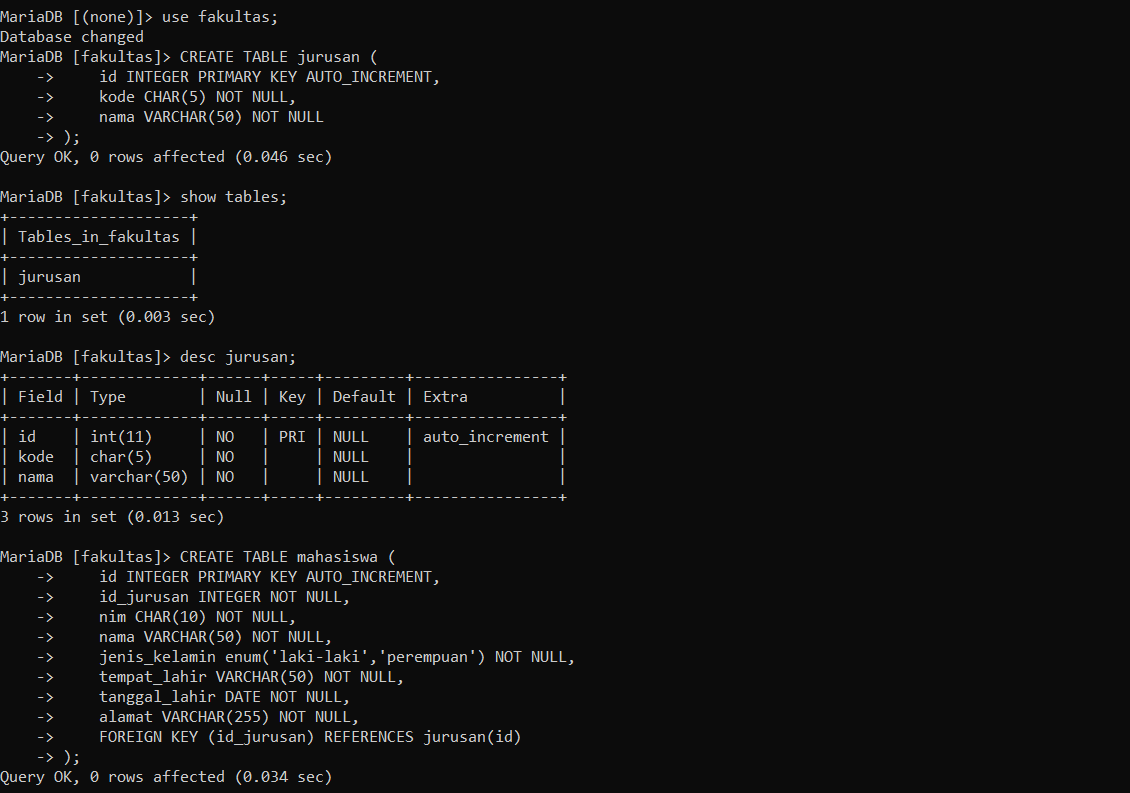 MariaDB [(none)]> use fakultas;
Database changed
MariaDB [fakultas]> CREATE TABLE jurusan (
    ->     id INTEGER PRIMARY KEY AUTO_INCREMENT,
    ->     kode CHAR(5) NOT NULL,
    ->     nama VARCHAR(50) NOT NULL
    -> );
Query OK, 0 rows affected (0.046 sec)

MariaDB [fakultas]> show tables;
+--------------------+
| Tables_in_fakultas |
+--------------------+
| jurusan            |
+--------------------+
1 row in set (0.003 sec)

MariaDB [fakultas]> desc jurusan;
+-------+-------------+------+-----+---------+----------------+
| Field | Type        | Null | Key | Default | Extra          |
+-------+-------------+------+-----+---------+----------------+
| id    | int(11)     | NO   | PRI | NULL    | auto_increment |
| kode  | char(5)     | NO   |     | NULL    |                |
| nama  | varchar(50) | NO   |     | NULL    |                |
+-------+-------------+------+-----+---------+----------------+
3 rows in set (0.013 sec)

MariaDB [fakultas]> CREATE TABLE mahasiswa (
    ->     id INTEGER PRIMARY KEY AUTO_INCREMENT,
    ->     id_jurusan INTEGER NOT NULL,
    ->     nim CHAR(10) NOT NULL,
    ->     nama VARCHAR(50) NOT NULL,
    ->     jenis_kelamin enum('laki-laki','perempuan') NOT NULL,
    ->     tempat_lahir VARCHAR(50) NOT NULL,
    ->     tanggal_lahir DATE NOT NULL,
    ->     alamat VARCHAR(255) NOT NULL,
    ->     FOREIGN KEY (id_jurusan) REFERENCES jurusan(id)
    -> );
Query OK, 0 rows affected (0.034 sec)